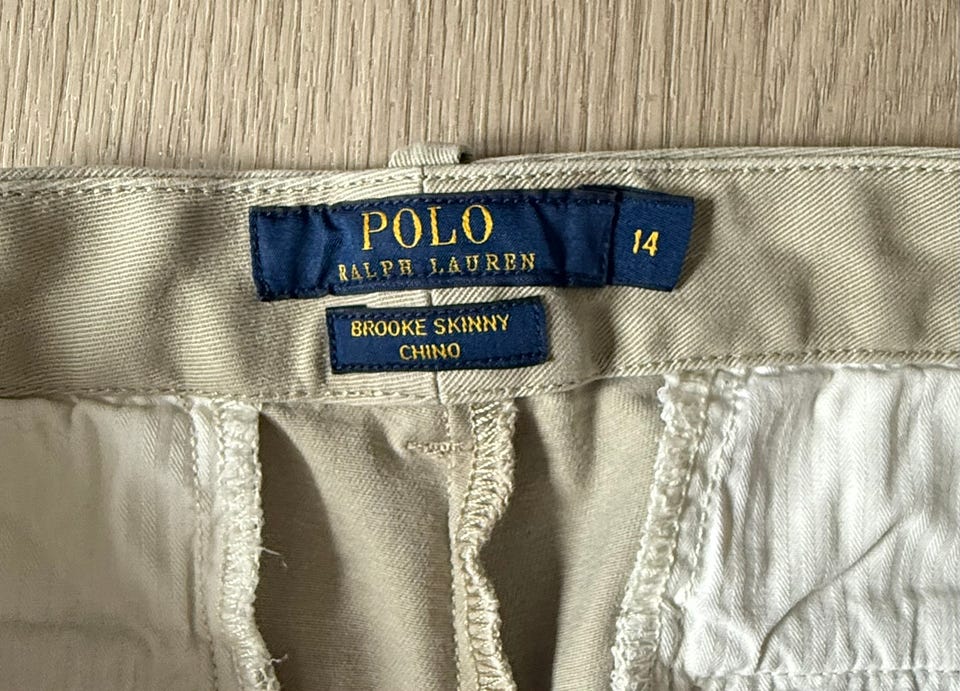 POLO
RALPH LAUREN
14
BROOKE SKINNY
CHINO